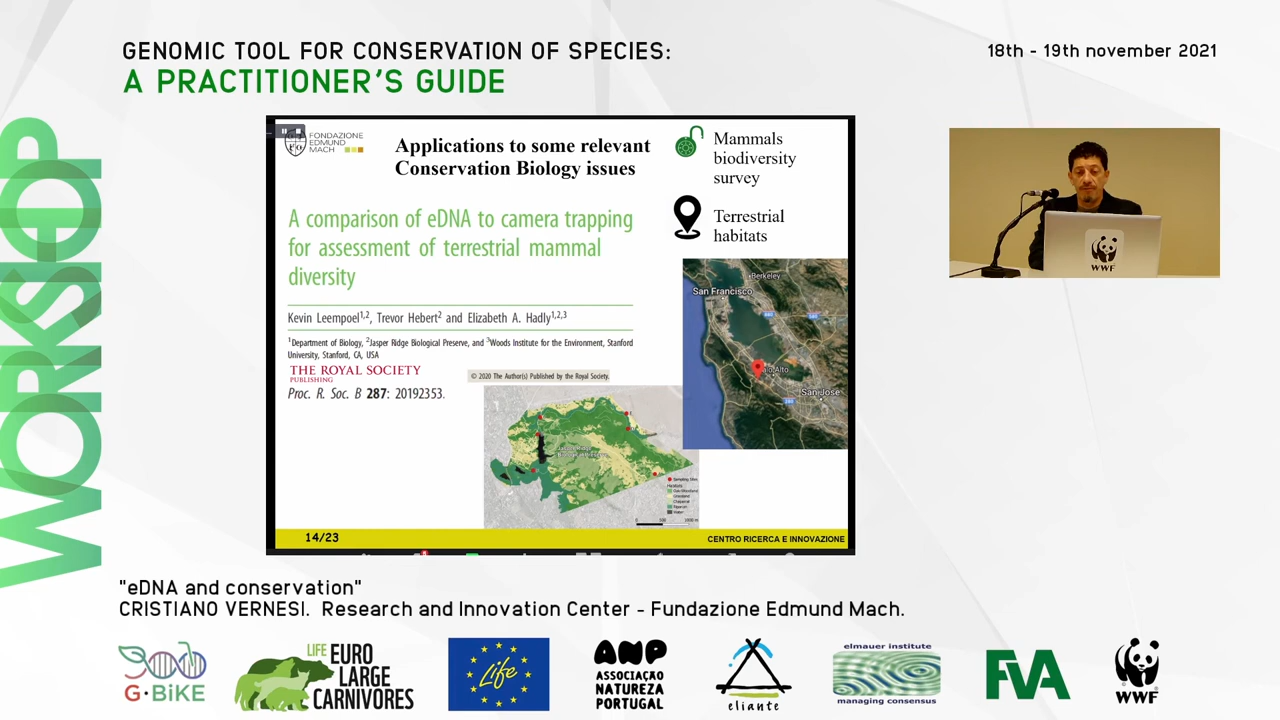 GENOMIC TOOL FOR CONSERVATION OF SPECIES:
A PRACTITIONER'S GUIDE
18th - 19th november 2021
WORKSHOP
FONDAZIONE
EDMUND
MACH
Applications to some relevant
Conservation Biology issues
Mammals
biodiversity
survey
Terrestrial
habitats
A comparison of eDNA to camera trapping
for assessment of terrestrial mammal
diversity
Kevin Leempoel1,2, Trevor Hebert2 and Elizabeth A. Hadly1,2,3
1Department of Biology, 2Jasper Ridge Biological Preserve, and 3Woods Institute for the Environment, Stanford
University, Stanford, CA, USA
THE ROYAL SOCIETY
PUBLISHING
© 2020 The Author(s) Published by the Royal Society.
Proc. R. Soc. B 287: 20192353.
Berkeley
San Francisco
Palo Alto
San Jose
14/23
CENTRO RICERCA E INNOVAZIONE
WWF
"eDNA and conservation"
CRISTIANO VERNESI. Research and Innovation Center - Fundazione Edmund Mach.
G·BiKE
LIFE
EURO
LARGE
CARNIVORES
Life
ANP
ASSOCIAÇÃO
NATUREZA
PORTUGAL
eliante
elmauer institute
managing consensus
FVA
WWF